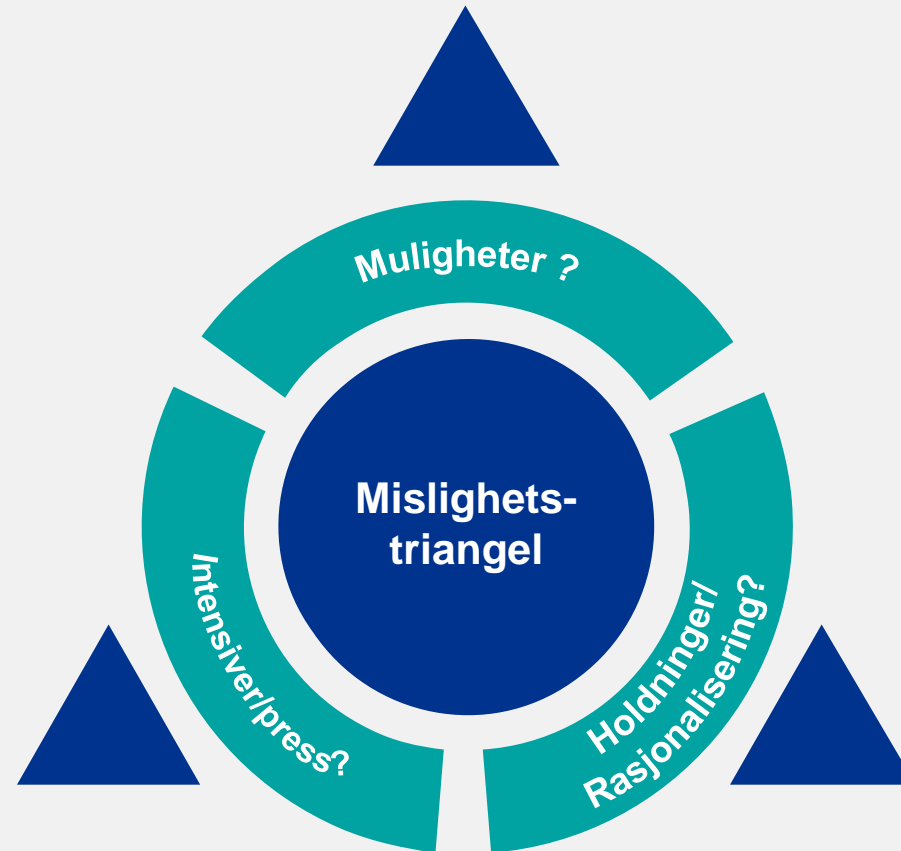 Muligheter ?
Mislighets-
triangel
Intensiver/press?
Holdninger/
Rasjonalisering?